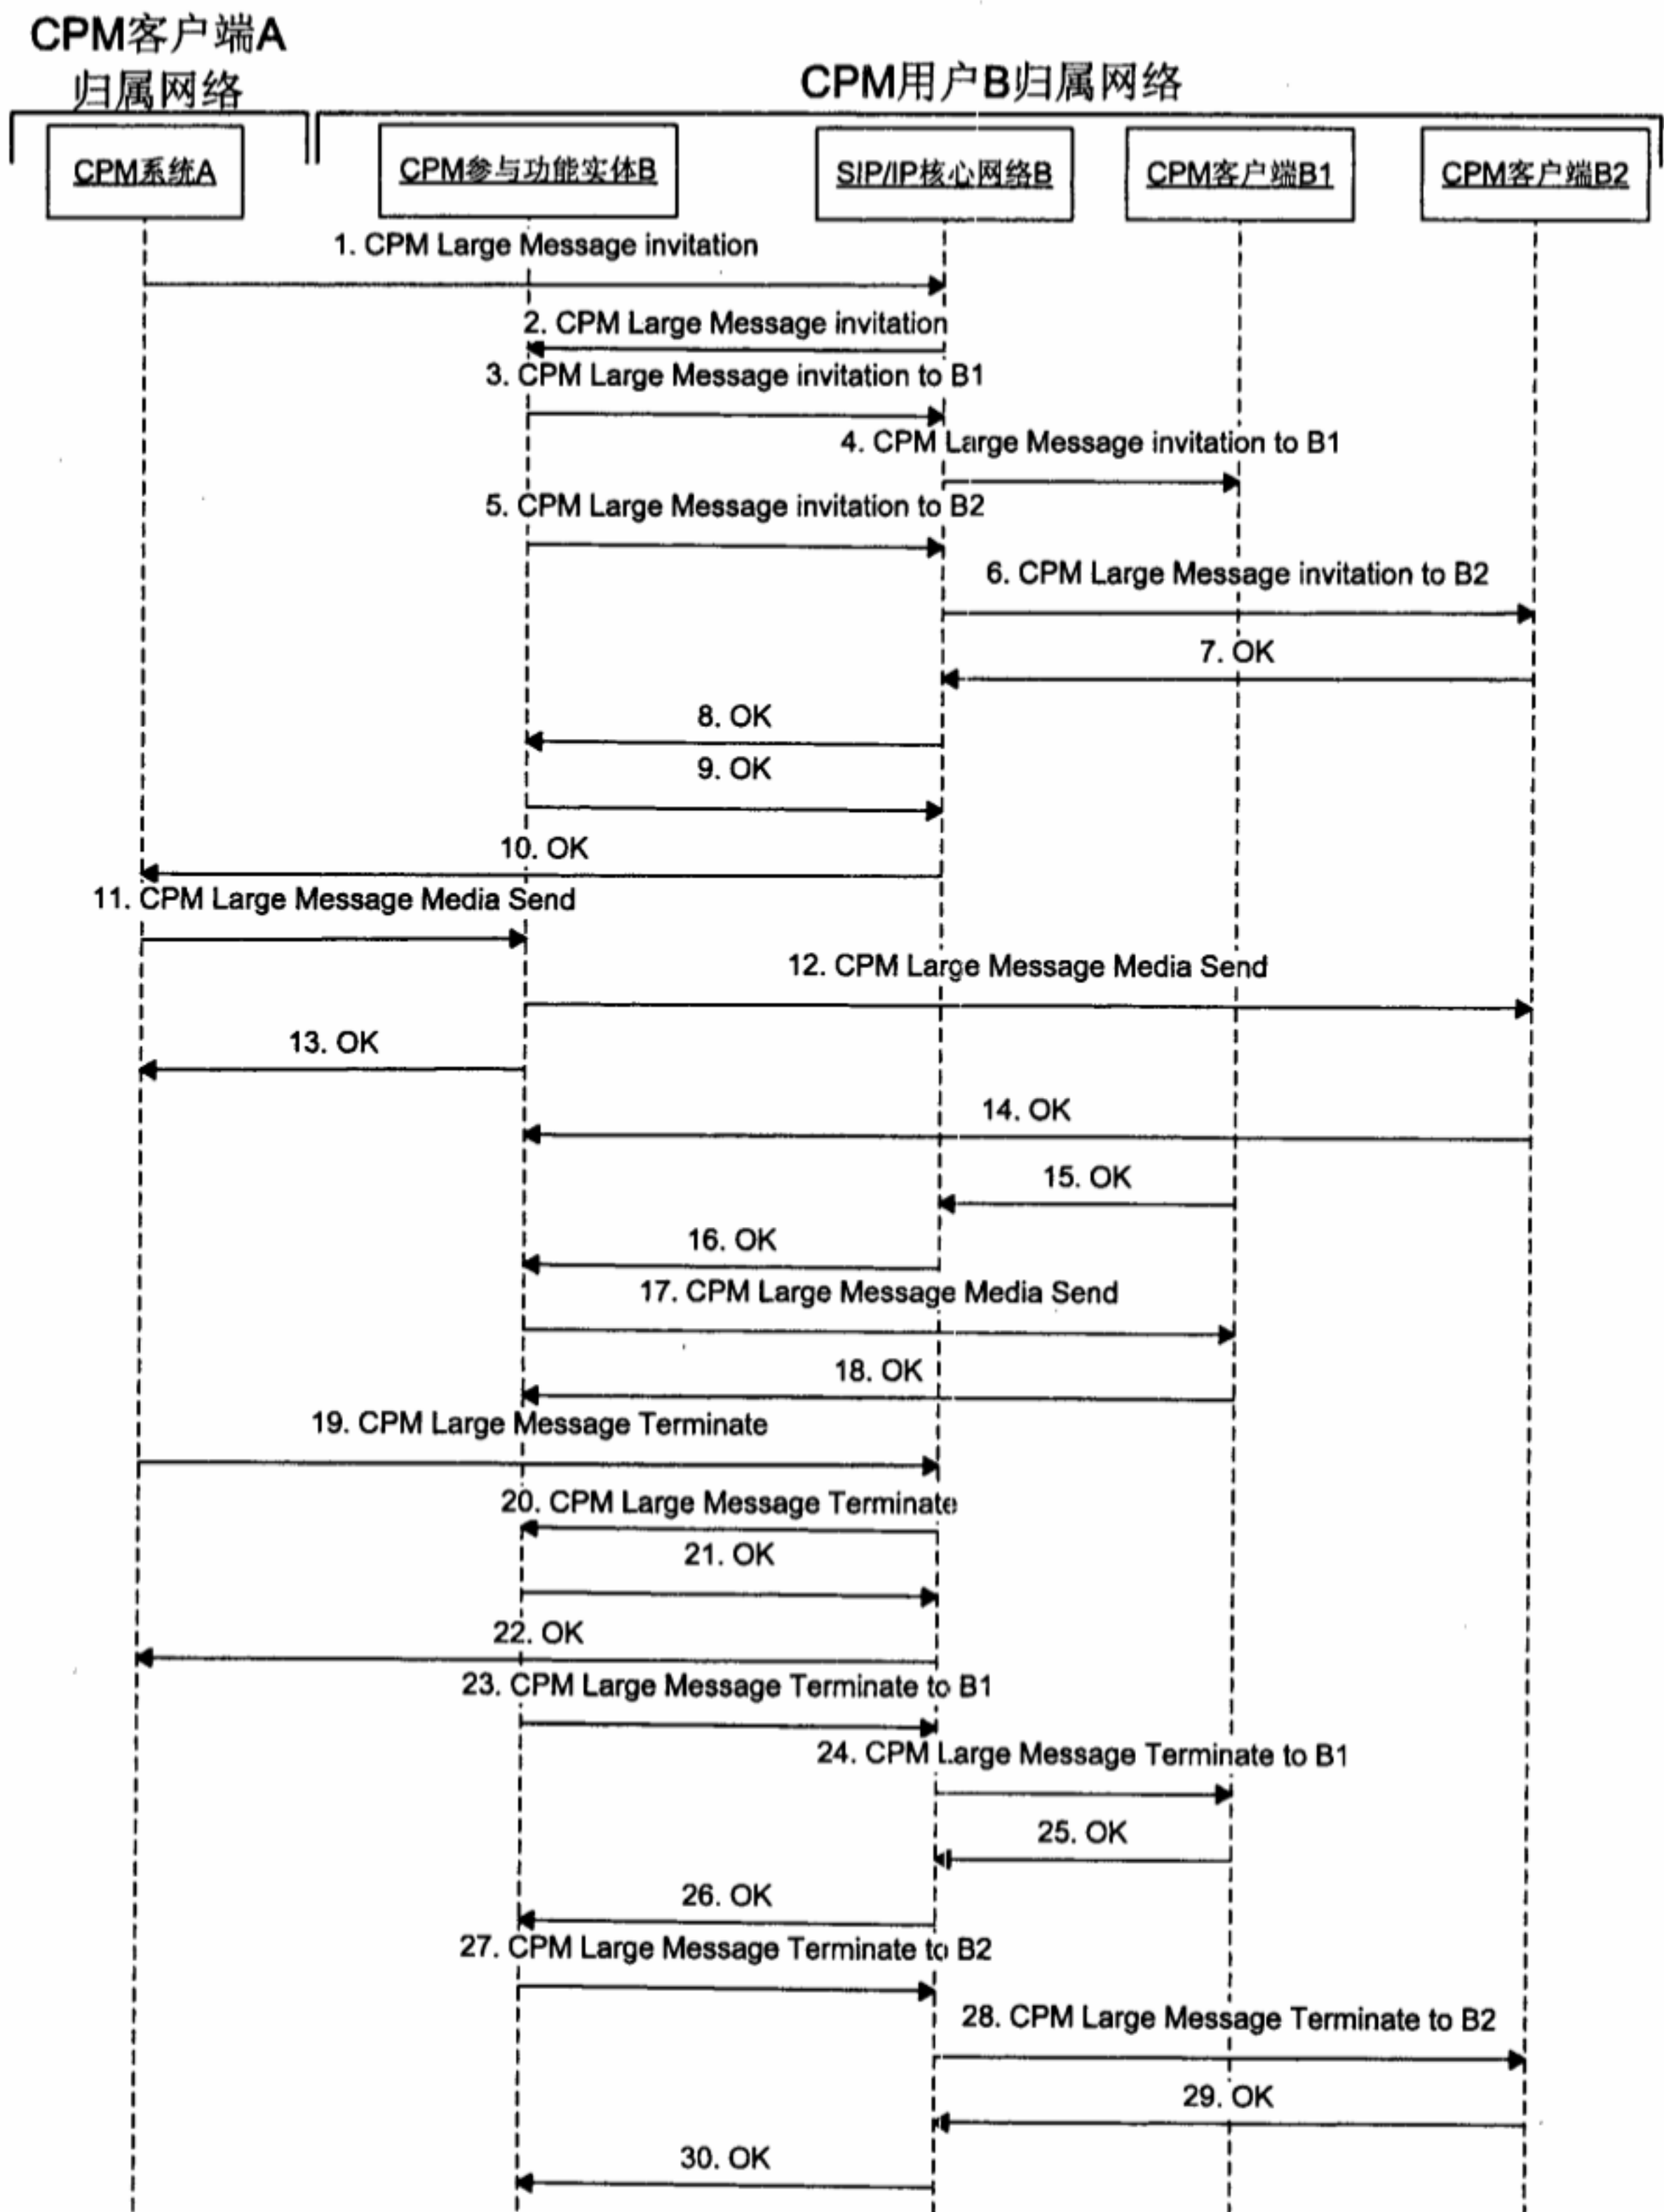 CPM客户端A
归属网络
CPM用户B归属网络
CPM系统A
CPM参与功能实体B
SIP/IP核心网络B
CPM客户端B1
CPM客户端B2
1. CPM Large Message invitation
2. CPM Large Message invitation
3. CPM Large Message invitation to B1
4. CPM Large Message invitation to B1
5. CPM Large Message invitation to B2
6. CPM Large Message invitation to B2
7. OK
8. OK
9. OK
10. OK
11. CPM Large Message Media Send
12. CPM Large Message Media Send
13. OK
14. OK
15. OK
16. OK
17. CPM Large Message Media Send
18. OK
19. CPM Large Message Terminate
20. CPM Large Message Terminate
21. OK
22. OK
23. CPM Large Message Terminate to B1
24. CPM Large Message Terminate to B1
25. OK
26. OK
27. CPM Large Message Terminate to B2
28. CPM Large Message Terminate to B2
29. OK
30. OK